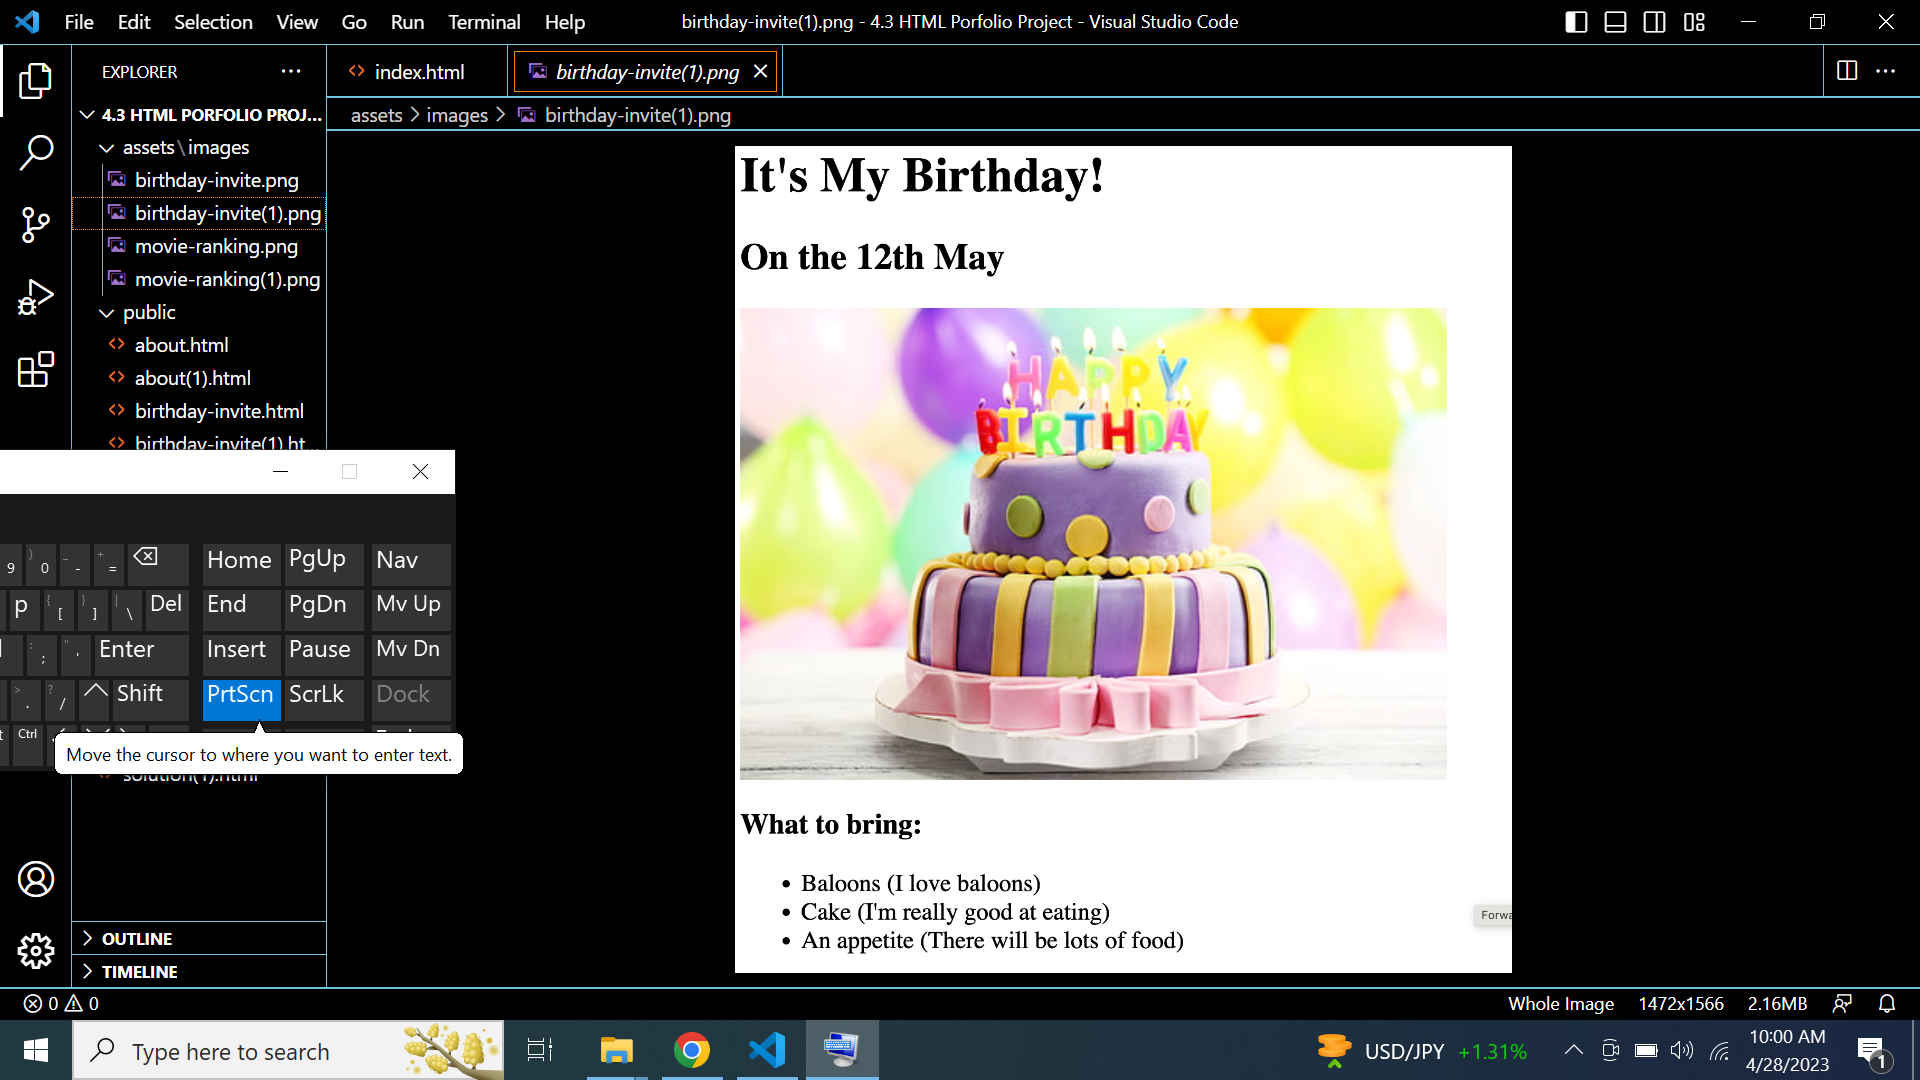 File Edit Selection View Go Run Terminal Help
birthday-invite(1).png - 4.3 HTML Porfolio Project - Visual Studio Code
EXPLORER
4.3 HTML PORFOLIO PROJ...
assets\images
birthday-invite.png
birthday-invite(1).png
movie-ranking.png
movie-ranking(1).png
public
about.html
about(1).html
birthday-invite.html
birthday-invite(1).ht...
solution(1).html
OUTLINE
TIMELINE
index.html
birthday-invite(1).png
assets > images > birthday-invite(1).png
It's My Birthday!
On the 12th May
HAPPY
BIRTHDAY
What to bring:
• Baloons (I love baloons)
• Cake (I'm really good at eating)
• An appetite (There will be lots of food)
Forwa
9 ) 0 _ - + = Home PgUp Nav
p { [ } ] | \ Del End PgDn Mv Up
: ; " ' Enter Insert Pause Mv Dn
> . ? / Shift PrtScn ScrLk Dock
Ctrl
Move the cursor to where you want to enter text.
0 0
Whole Image 1472x1566 2.16MB
Type here to search
USD/JPY +1.31%
10:00 AM
4/28/2023
1